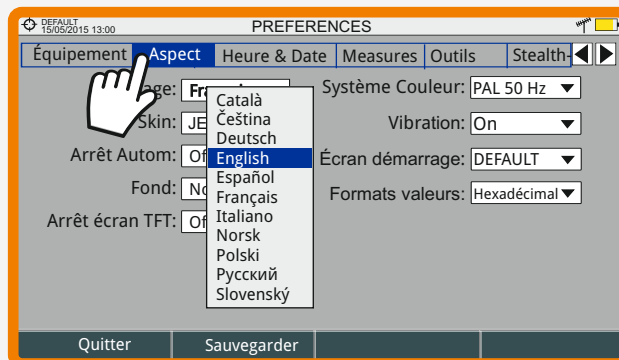 DEFAULT
15/05/2015 13:00
PREFERENCES
Équipement Aspect Heure & Date Measures Outils Stealth-
age: Fra
Català
Čeština
Deutsch
English
Español
Français
Italiano
Norsk
Polski
Русский
Slovenský
Skin: JE
Arrêt Autom: Of
Fond: No
Arrêt écran TFT: Of
Système Couleur: PAL 50 Hz
Vibration: On
Écran démarrage: DEFAULT
Formats valeurs: Hexadécimal
Quitter Sauvegarder